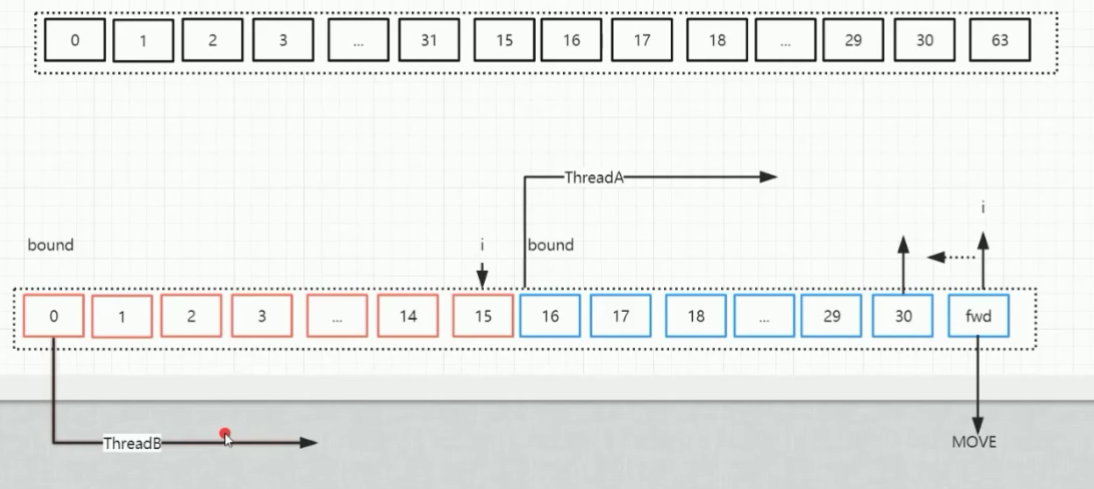 0 1 2 3 ... 31 15 16 17 18 ... 29 30 63
ThreadA
i
bound i bound
0 1 2 3 ... 14 15 16 17 18 ... 29 30 fwd
ThreadB MOVE